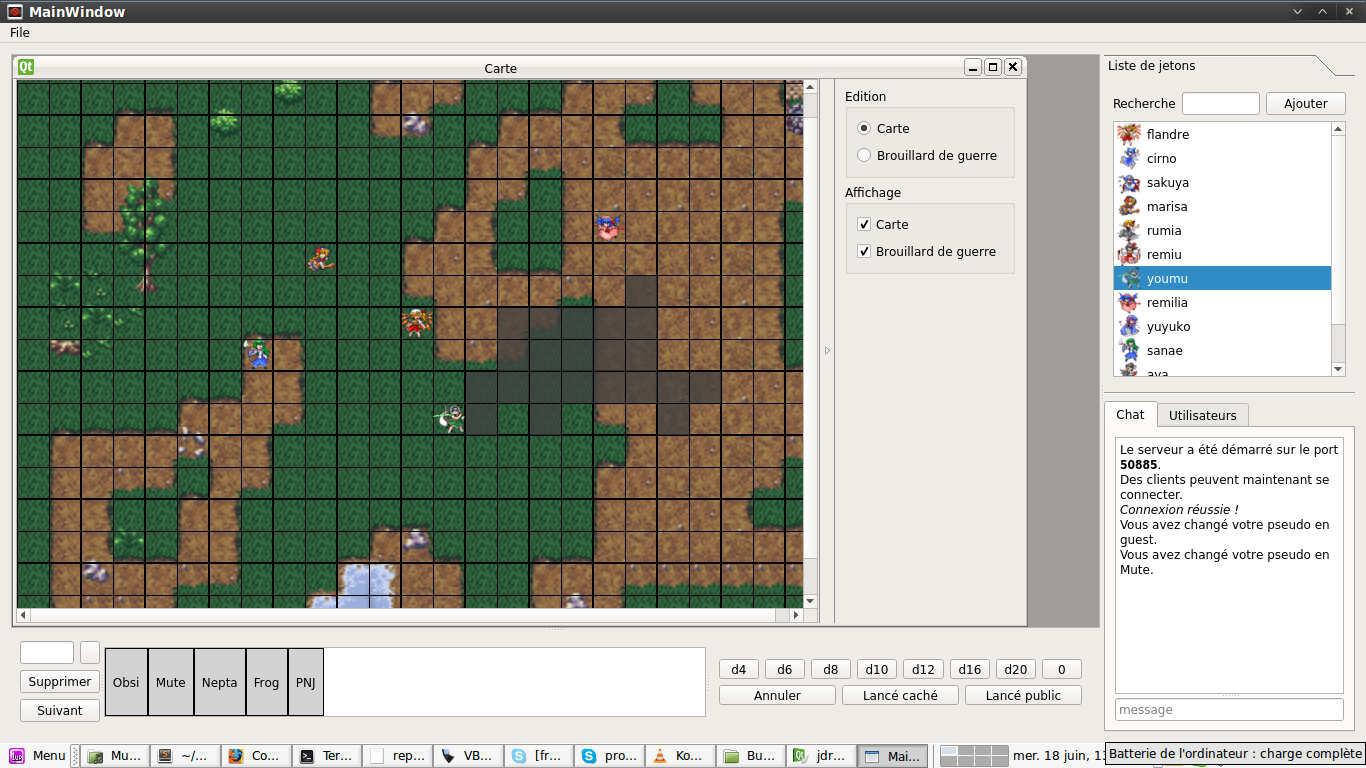 MainWindow
File
Qt
Carte
Edition
Carte
Brouillard de guerre
Affichage
Carte
Brouillard de guerre
Liste de jetons
Recherche
Ajouter
flandre
cirno
sakuya
marisa
rumia
remiu
youmu
remilia
yuyuko
sanae
aya
Chat
Utilisateurs
Le serveur a été démarré sur le port
50885.
Des clients peuvent maintenant se
connecter.
Connexion réussie !
Vous avez changé votre pseudo en
guest.
Vous avez changé votre pseudo en
Mute.
message
Supprimer
Suivant
Obsi
Mute
Nepta
Frog
PNJ
d4
d6
d8
d10
d12
d16
d20
0
Annuler
Lancé caché
Lancé public
Menu
Mu...
~/...
Co...
Ter...
rep...
VB...
[fr...
pro...
Ko...
Bu...
jdr...
Mai...
mer. 18 juin, 1
Batterie de l'ordinateur : charge complète